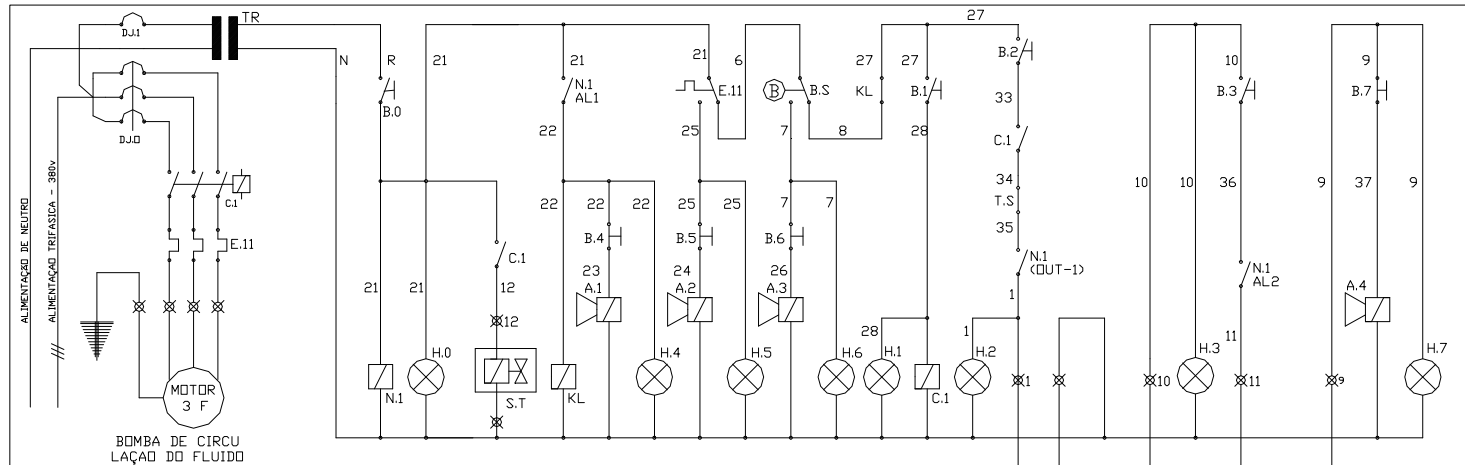 TR
DJ.1
DJ.0
ALIMENTAÇÃO DE NEUTRO
ALIMENTAÇÃO TRIFASICA - 380v
C.1
E.11
MOTOR
3 F
BOMBA DE CIRCU
LAÇAO DO FLUIDO
N
R
B.0
21
21
N.1
AL1
21
E.11
6
B
B.S
27
27
KL
27
B.1
B.2
10
B.3
9
B.7
22
25
7
8
28
33
C.1
34
T.S
35
N.1
(OUT-1)
1
22
22
22
25
25
7
7
B.4
B.5
B.6
10
10
36
9
37
9
C.1
12
12
21
21
23
24
26
A.1
A.2
A.3
N.1
AL2
A.4
28
1
11
N.1
H.0
S.T
KL
H.4
H.5
H.6
H.1
C.1
H.2
1
10
H.3
11
9
H.7